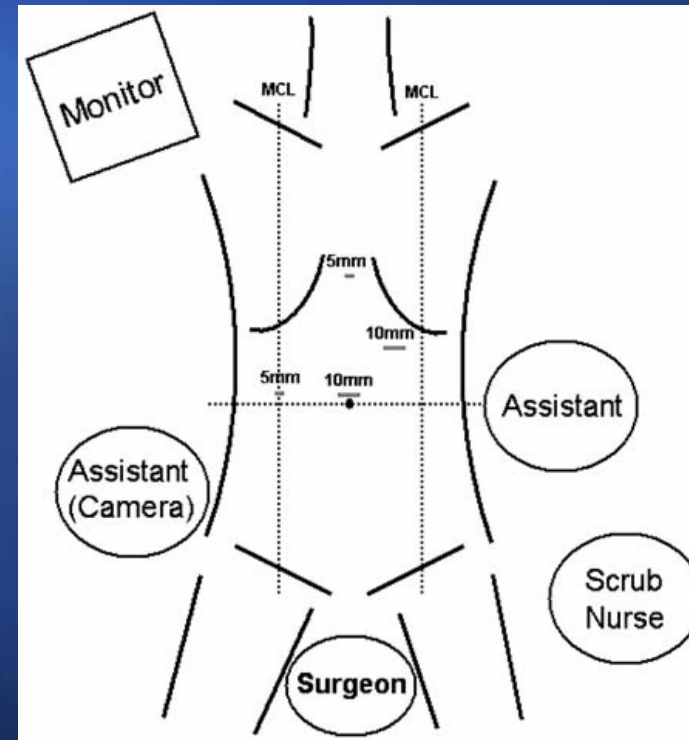 Monitor
MCL
MCL
5mm
10mm
5mm
10mm
Assistant
Assistant
(Camera)
Scrub
Nurse
Surgeon